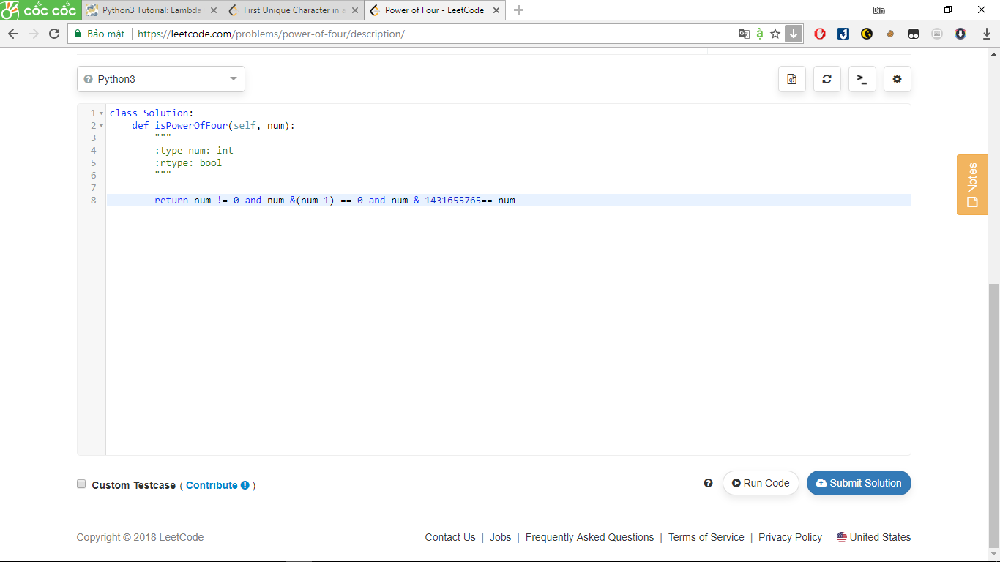 cốc cốc
Python3 Tutorial: Lambda
First Unique Character in a
Power of Four - LeetCode
Bin
Bảo mật
https://leetcode.com/problems/power-of-four/description/
Python3
1 class Solution:
2     def isPowerOfFour(self, num):
3         """
4         :type num: int
5         :rtype: bool
6         """
7
8         return num != 0 and num &(num-1) == 0 and num & 1431655765== num
Notes
Custom Testcase ( Contribute )
Run Code
Submit Solution
Copyright © 2018 LeetCode
Contact Us | Jobs | Frequently Asked Questions | Terms of Service | Privacy Policy United States